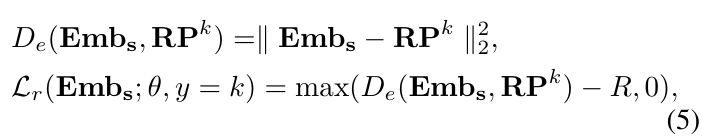 D_e(Emb_s, RP^k) =∥ Emb_s − RP^k ∥_2^2,
L_r(Emb_s; θ, y = k) = max(D_e(Emb_s, RP^k) − R, 0),
(5)